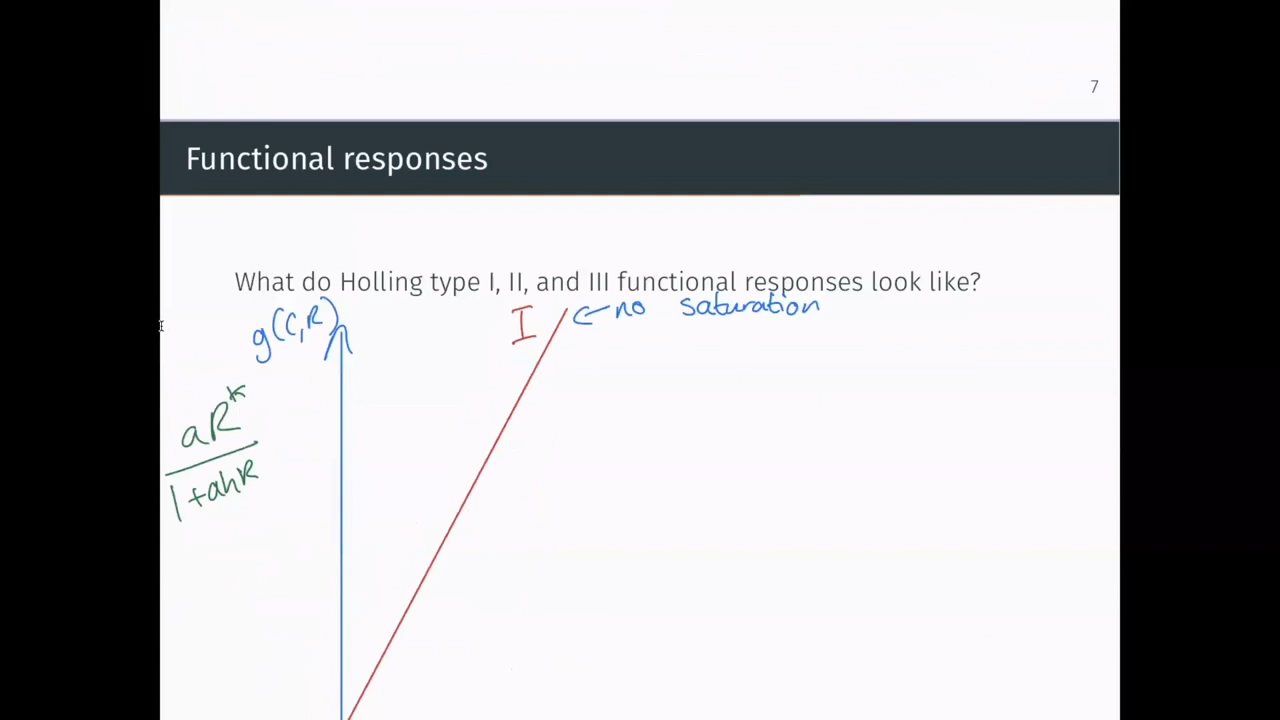 7
Functional responses
What do Holling type I, II, and III functional responses look like?
g(C,R)
I
no saturation
aR^k
1+ahR